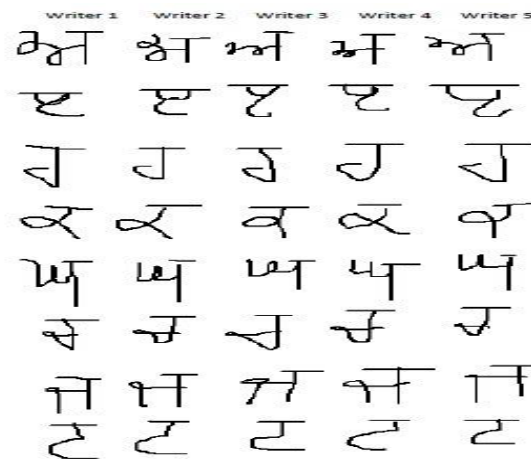 Writer 1 Writer 2 Writer 3 Writer 4 Writer 5
ਅ ਅ ਅ ਅ ਅ
ੲ ੲ ੲ ੲ ੲ
ਹ ਹ ਹ ਹ ਹ
ਕ ਕ ਕ ਕ ਕ
ਘ ਘ ਘ ਘ ਘ
ਚ ਚ ਚ ਚ ਚ
ਜ ਜ ਜ ਜ ਜ
ਟ ਟ ਟ ਟ ਟ